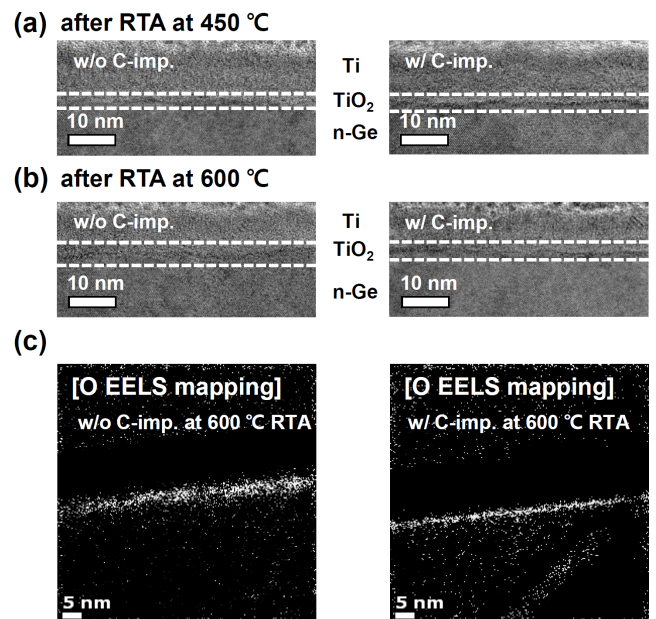 (a) after RTA at 450 ℃
w/o C-imp.
Ti
w/ C-imp.
TiO₂
10 nm
n-Ge
10 nm
(b) after RTA at 600 ℃
w/o C-imp.
Ti
w/ C-imp.
TiO₂
10 nm
n-Ge
10 nm
(c)
[O EELS mapping]
w/o C-imp. at 600 ℃ RTA
5 nm
[O EELS mapping]
w/ C-imp. at 600 ℃ RTA
5 nm